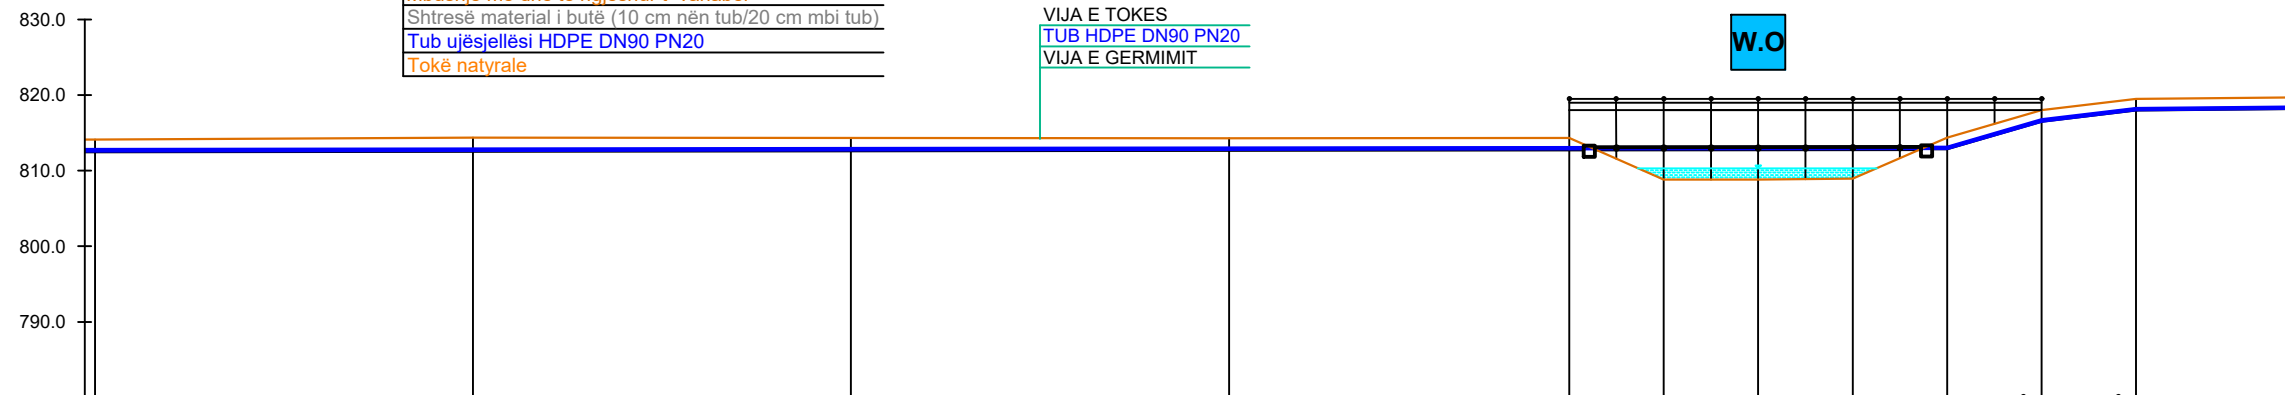 830.0
Shtresë material i butë (10 cm nën tub/20 cm mbi tub)
Tub ujësjellësi HDPE DN90 PN20
Tokë natyrale
VIJA E TOKES
TUB HDPE DN90 PN20
VIJA E GERMIMIT
W.O
820.0
810.0
800.0
790.0